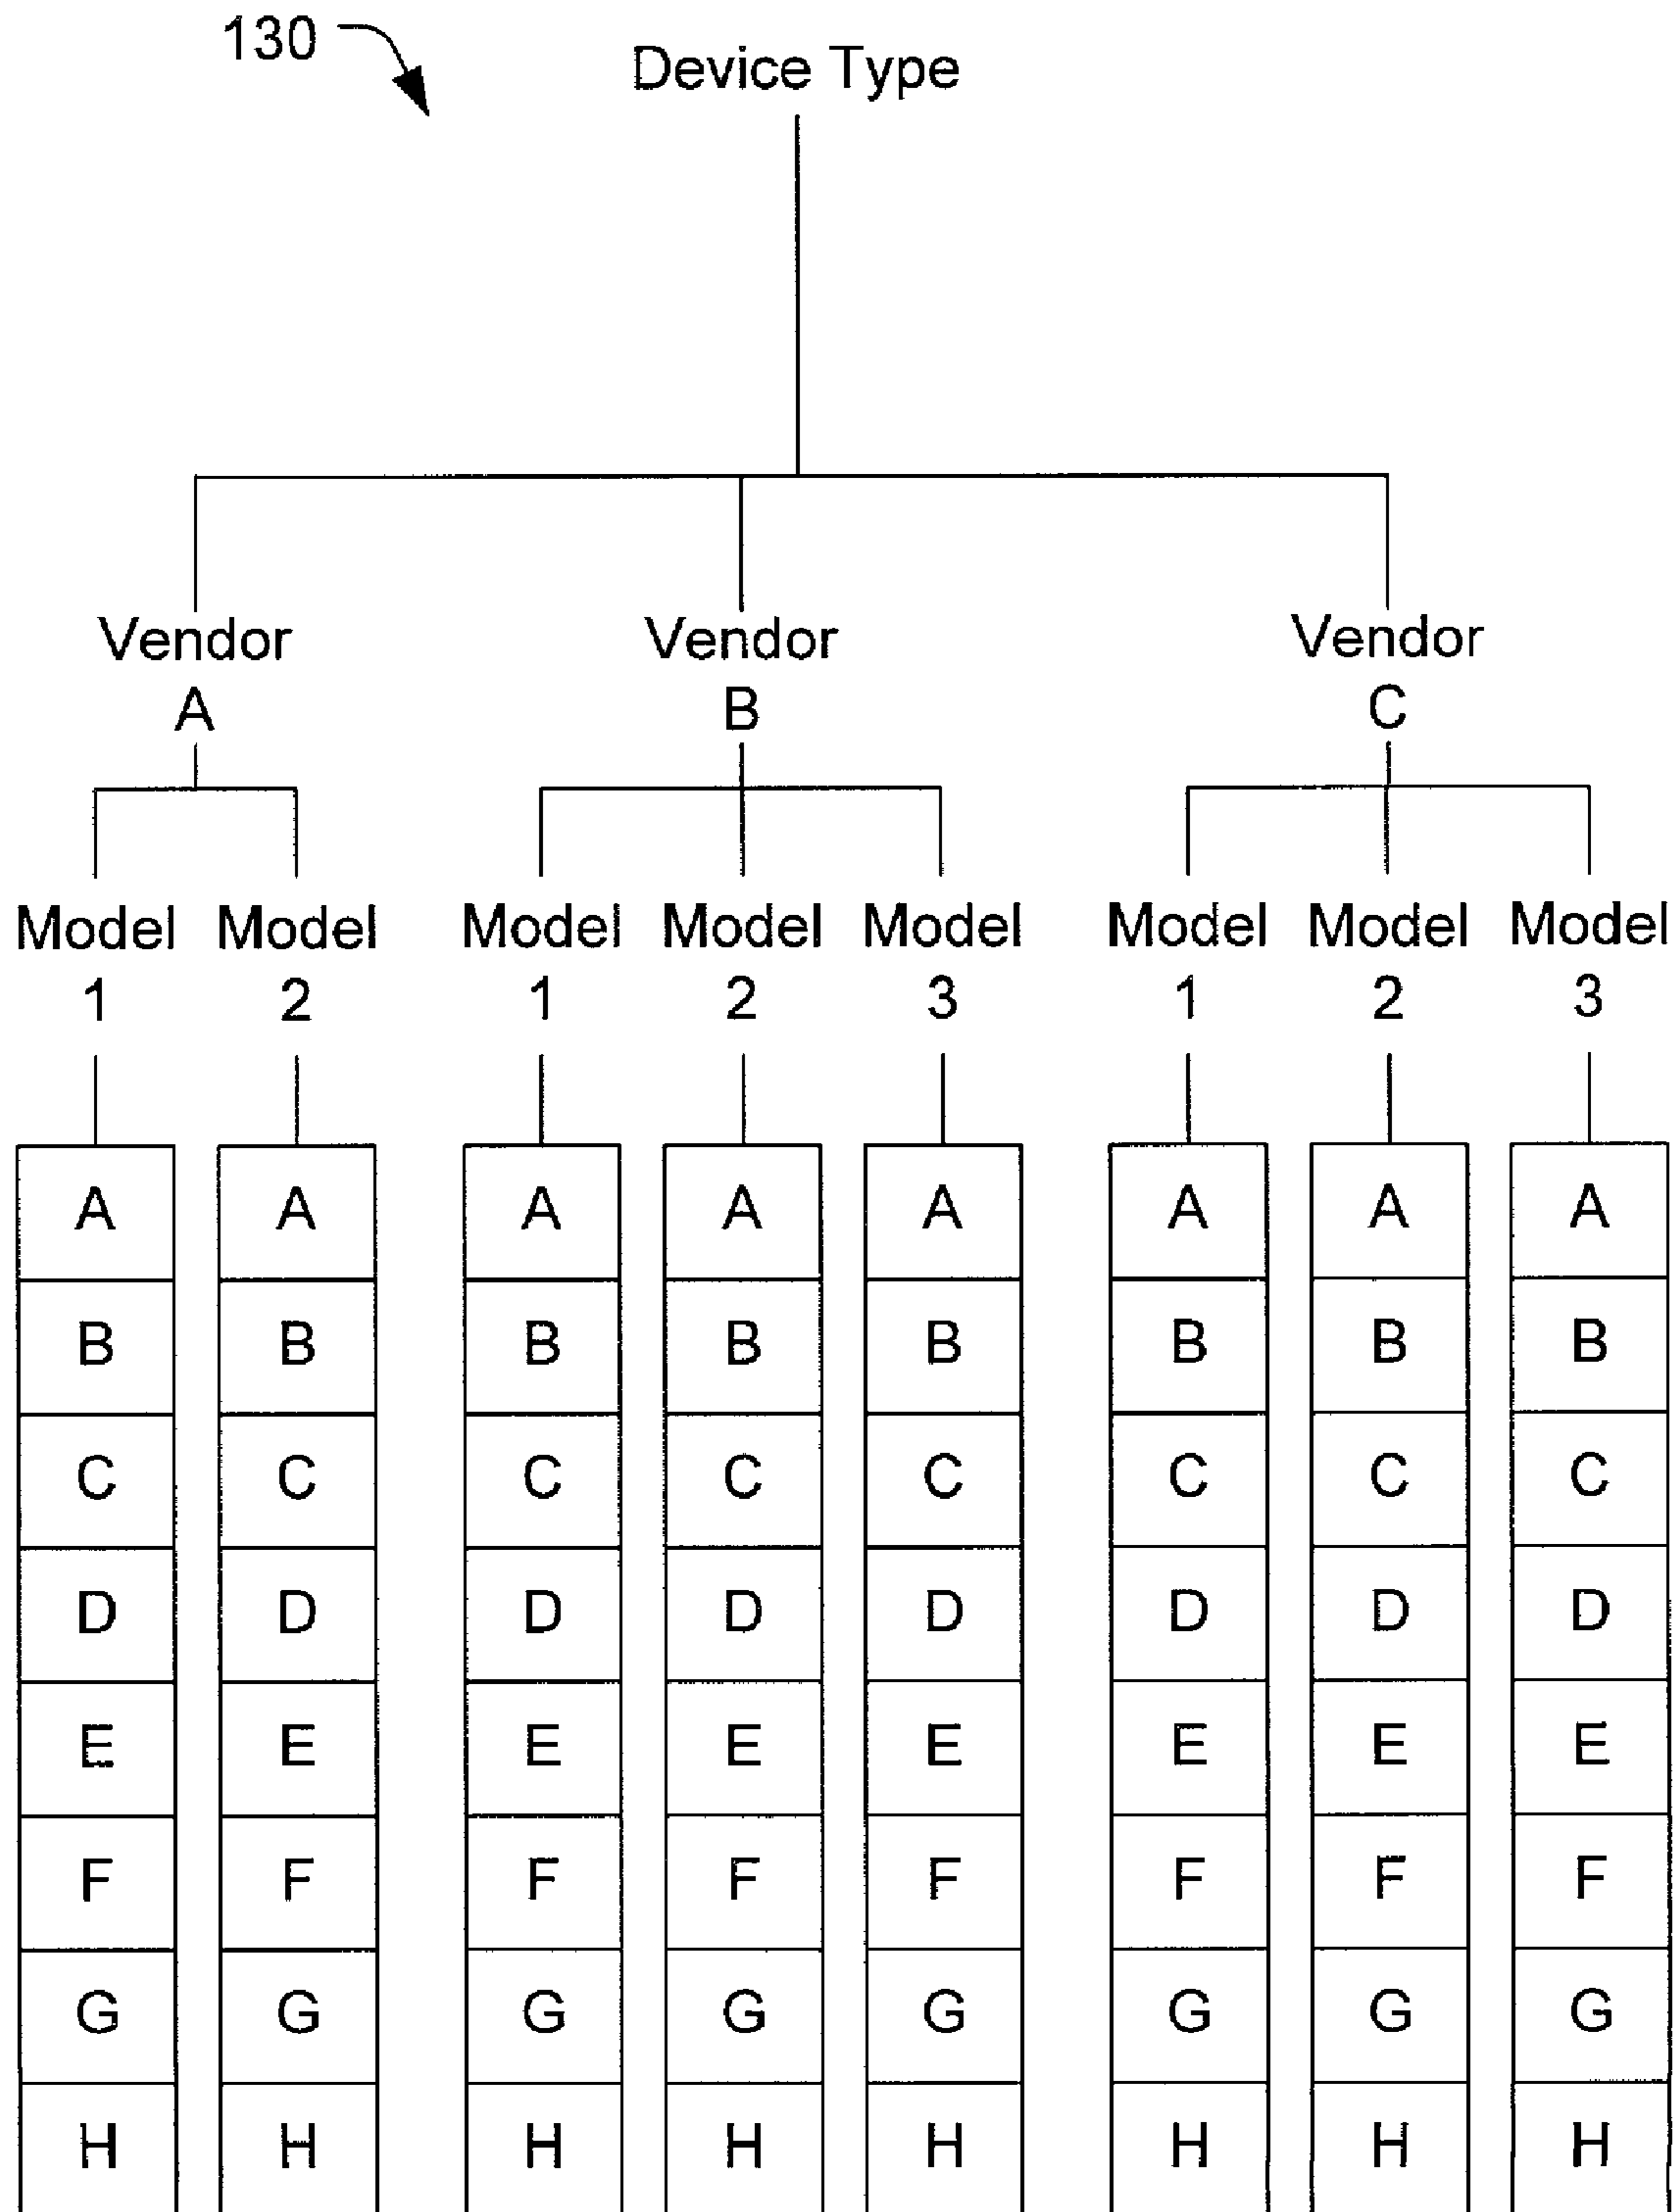 130
Device Type
Vendor Vendor Vendor
A B C
Model Model Model Model Model Model Model Model
1 2 1 2 3 1 2 3
A A A A A A A A
B B B B B B B B
C C C C C C C C
D D D D D D D D
E E E E E E E E
F F F F F F F F
G G G G G G G G
H H H H H H H H